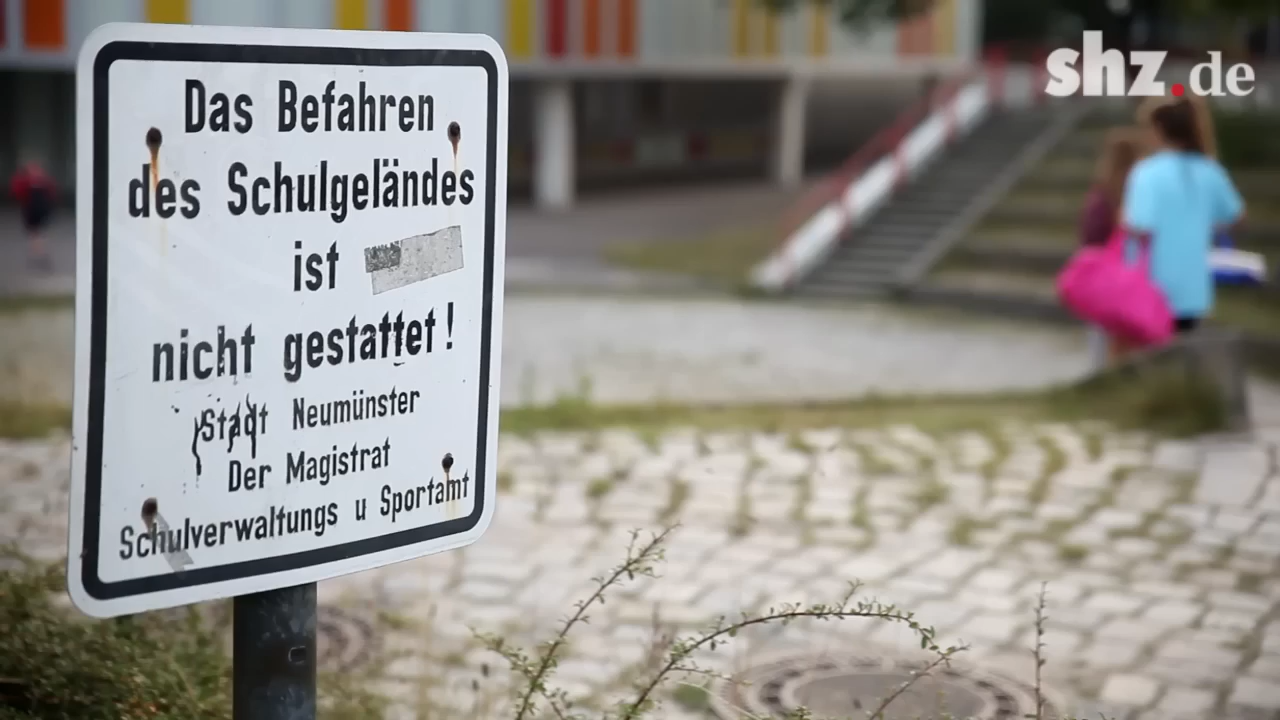 Das Befahren
des Schulgeländes
ist
nicht gestattet!
Stadt Neumünster
Der Magistrat
Schulverwaltungs u Sportamt
shz.de